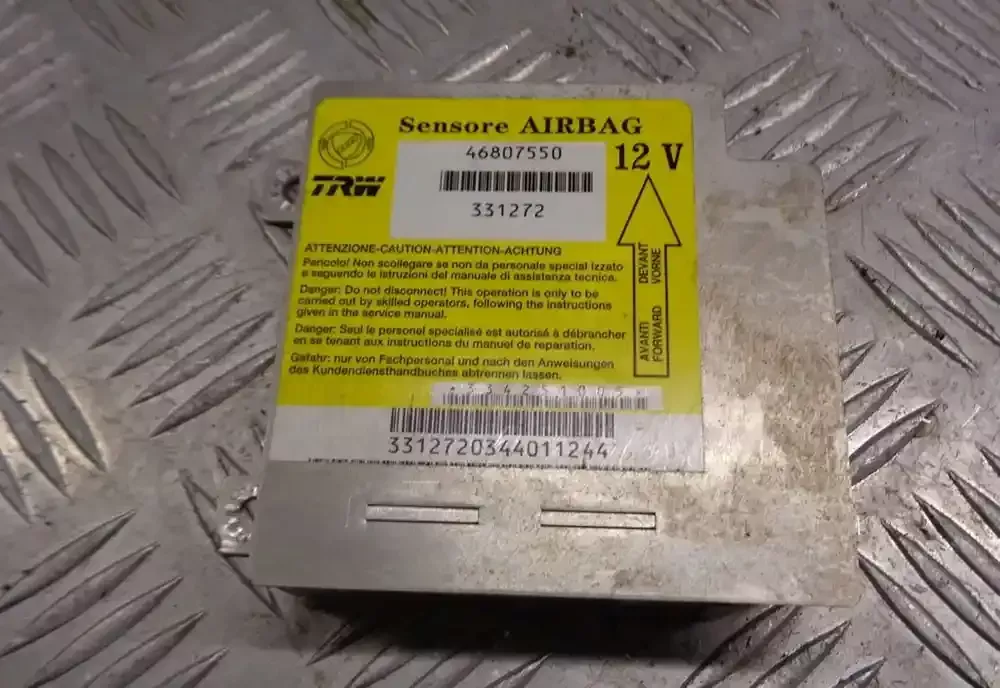 Sensore AIRBAG
46807550
12 V
TRW
331272
ATTENZIONE-CAUTION-ATTENTION-ACHTUNG
Pericolo! Non scollegare se non da personale special izzato
e seguendo le istruzioni del manuale di assistenza tecnica.
Danger: Do not disconnect! This operation is only to be
carried out by skilled operators, following the instructions
given in the service manual.
Danger: Seul le personel specialisé est autorisé à débrancher
en se tenant aux instructions du manuel de reparation.
Gefahr: nur von Fachpersonal und nach den Anweisungen
des Kundendiensthandbuches abtrennen lassen.
AVANTI DEVANT
FORWARD VORNE
3312720344011244